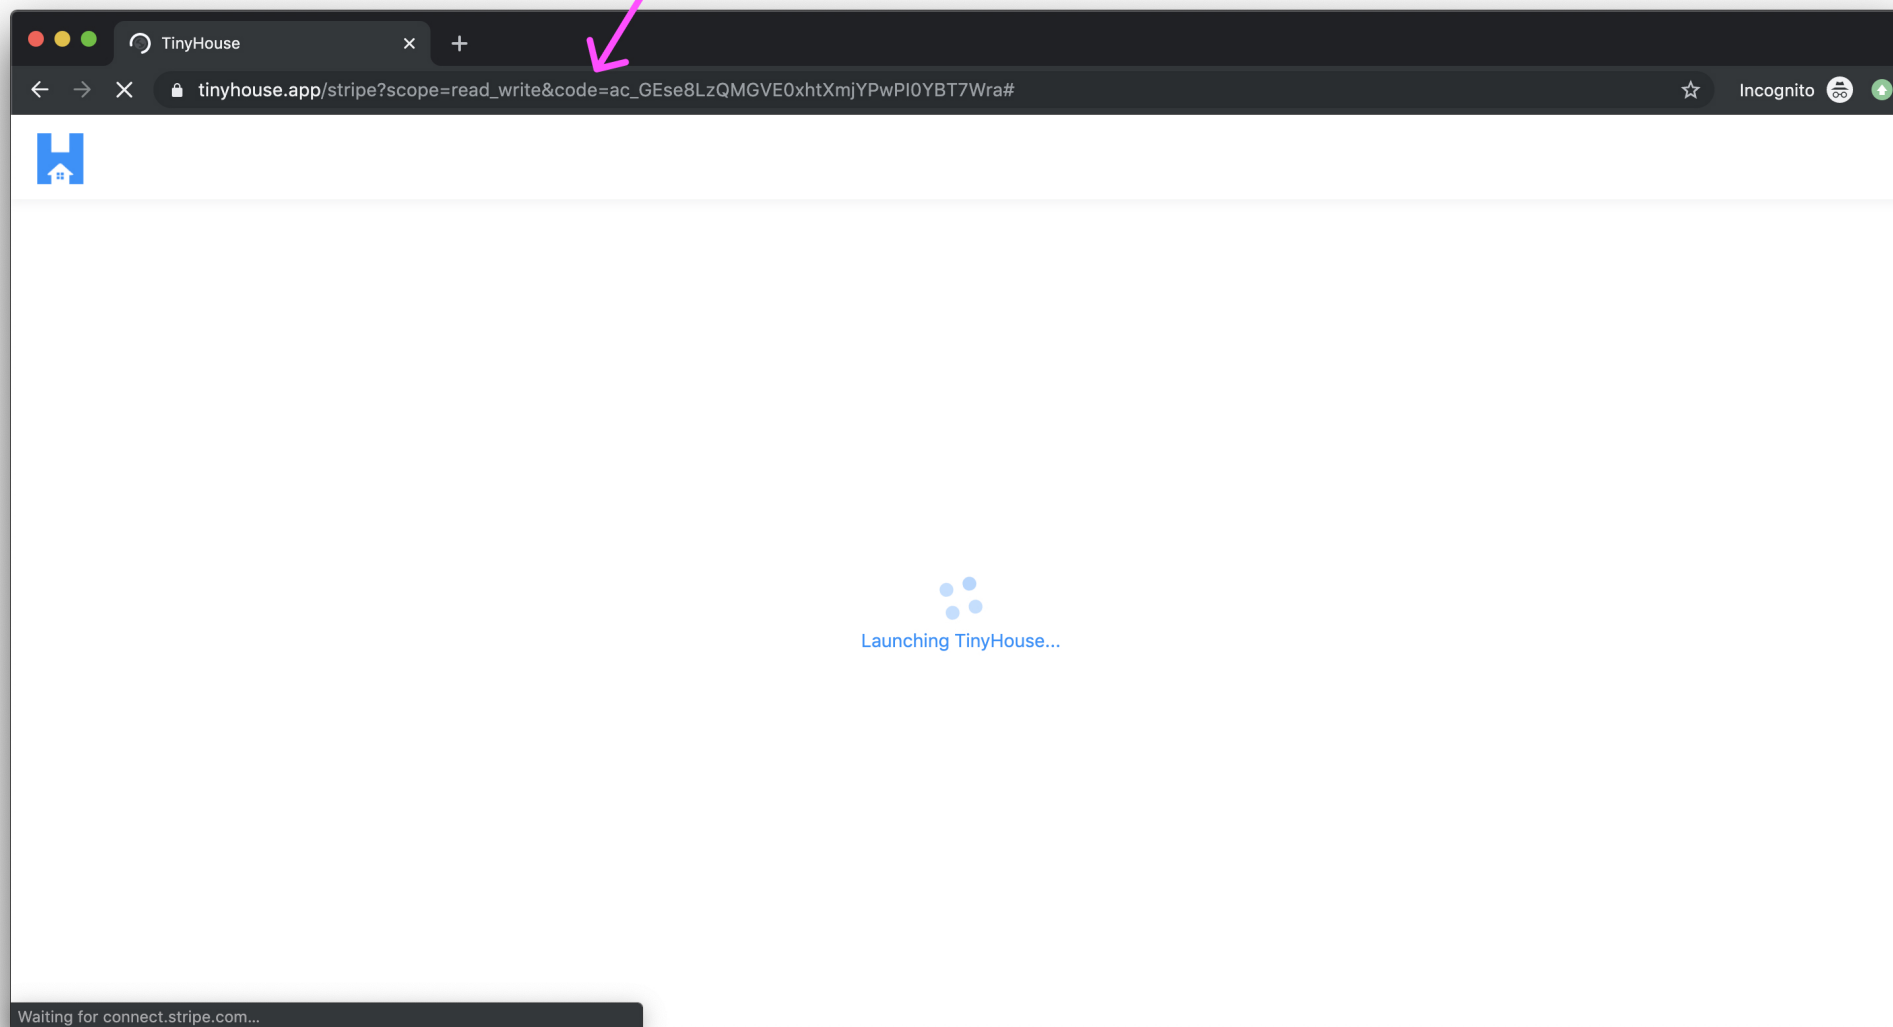 TinyHouse
tinyhouse.app/stripe?scope=read_write&code=ac_GEse8LzQMGVE0xhtXmjYPwPI0YBT7Wra#
Incognito
Launching TinyHouse...
Waiting for connect.stripe.com...